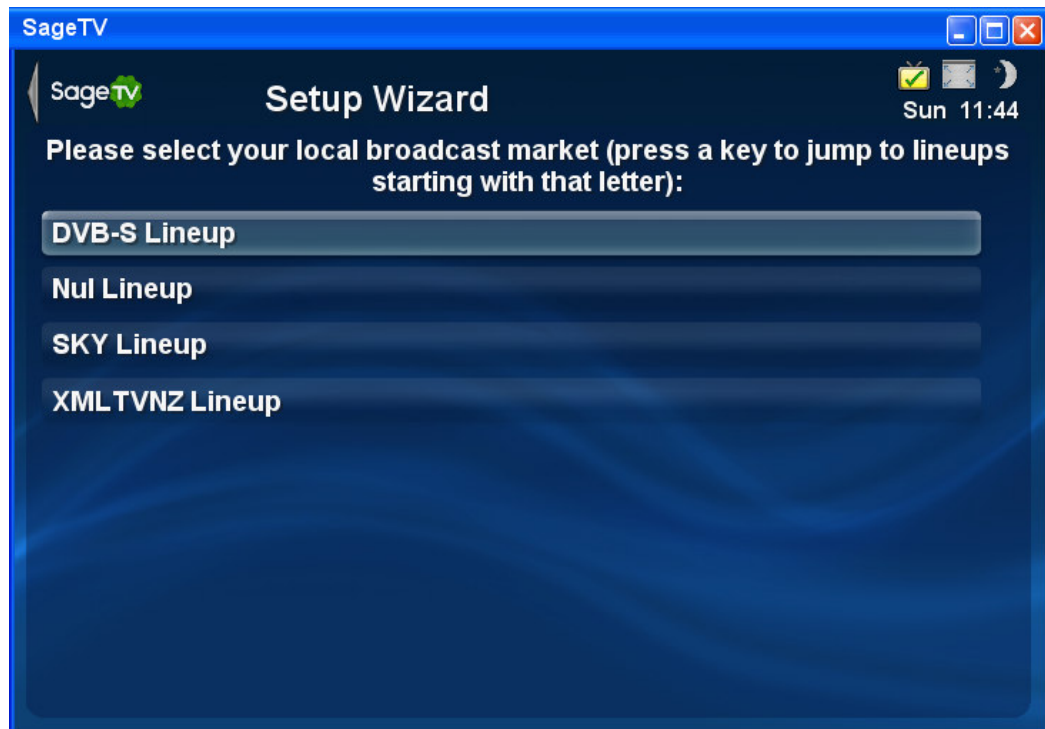 SageTV
SageTV
Setup Wizard
Sun 11:44
Please select your local broadcast market (press a key to jump to lineups
starting with that letter):
DVB-S Lineup
Nul Lineup
SKY Lineup
XMLTVNZ Lineup